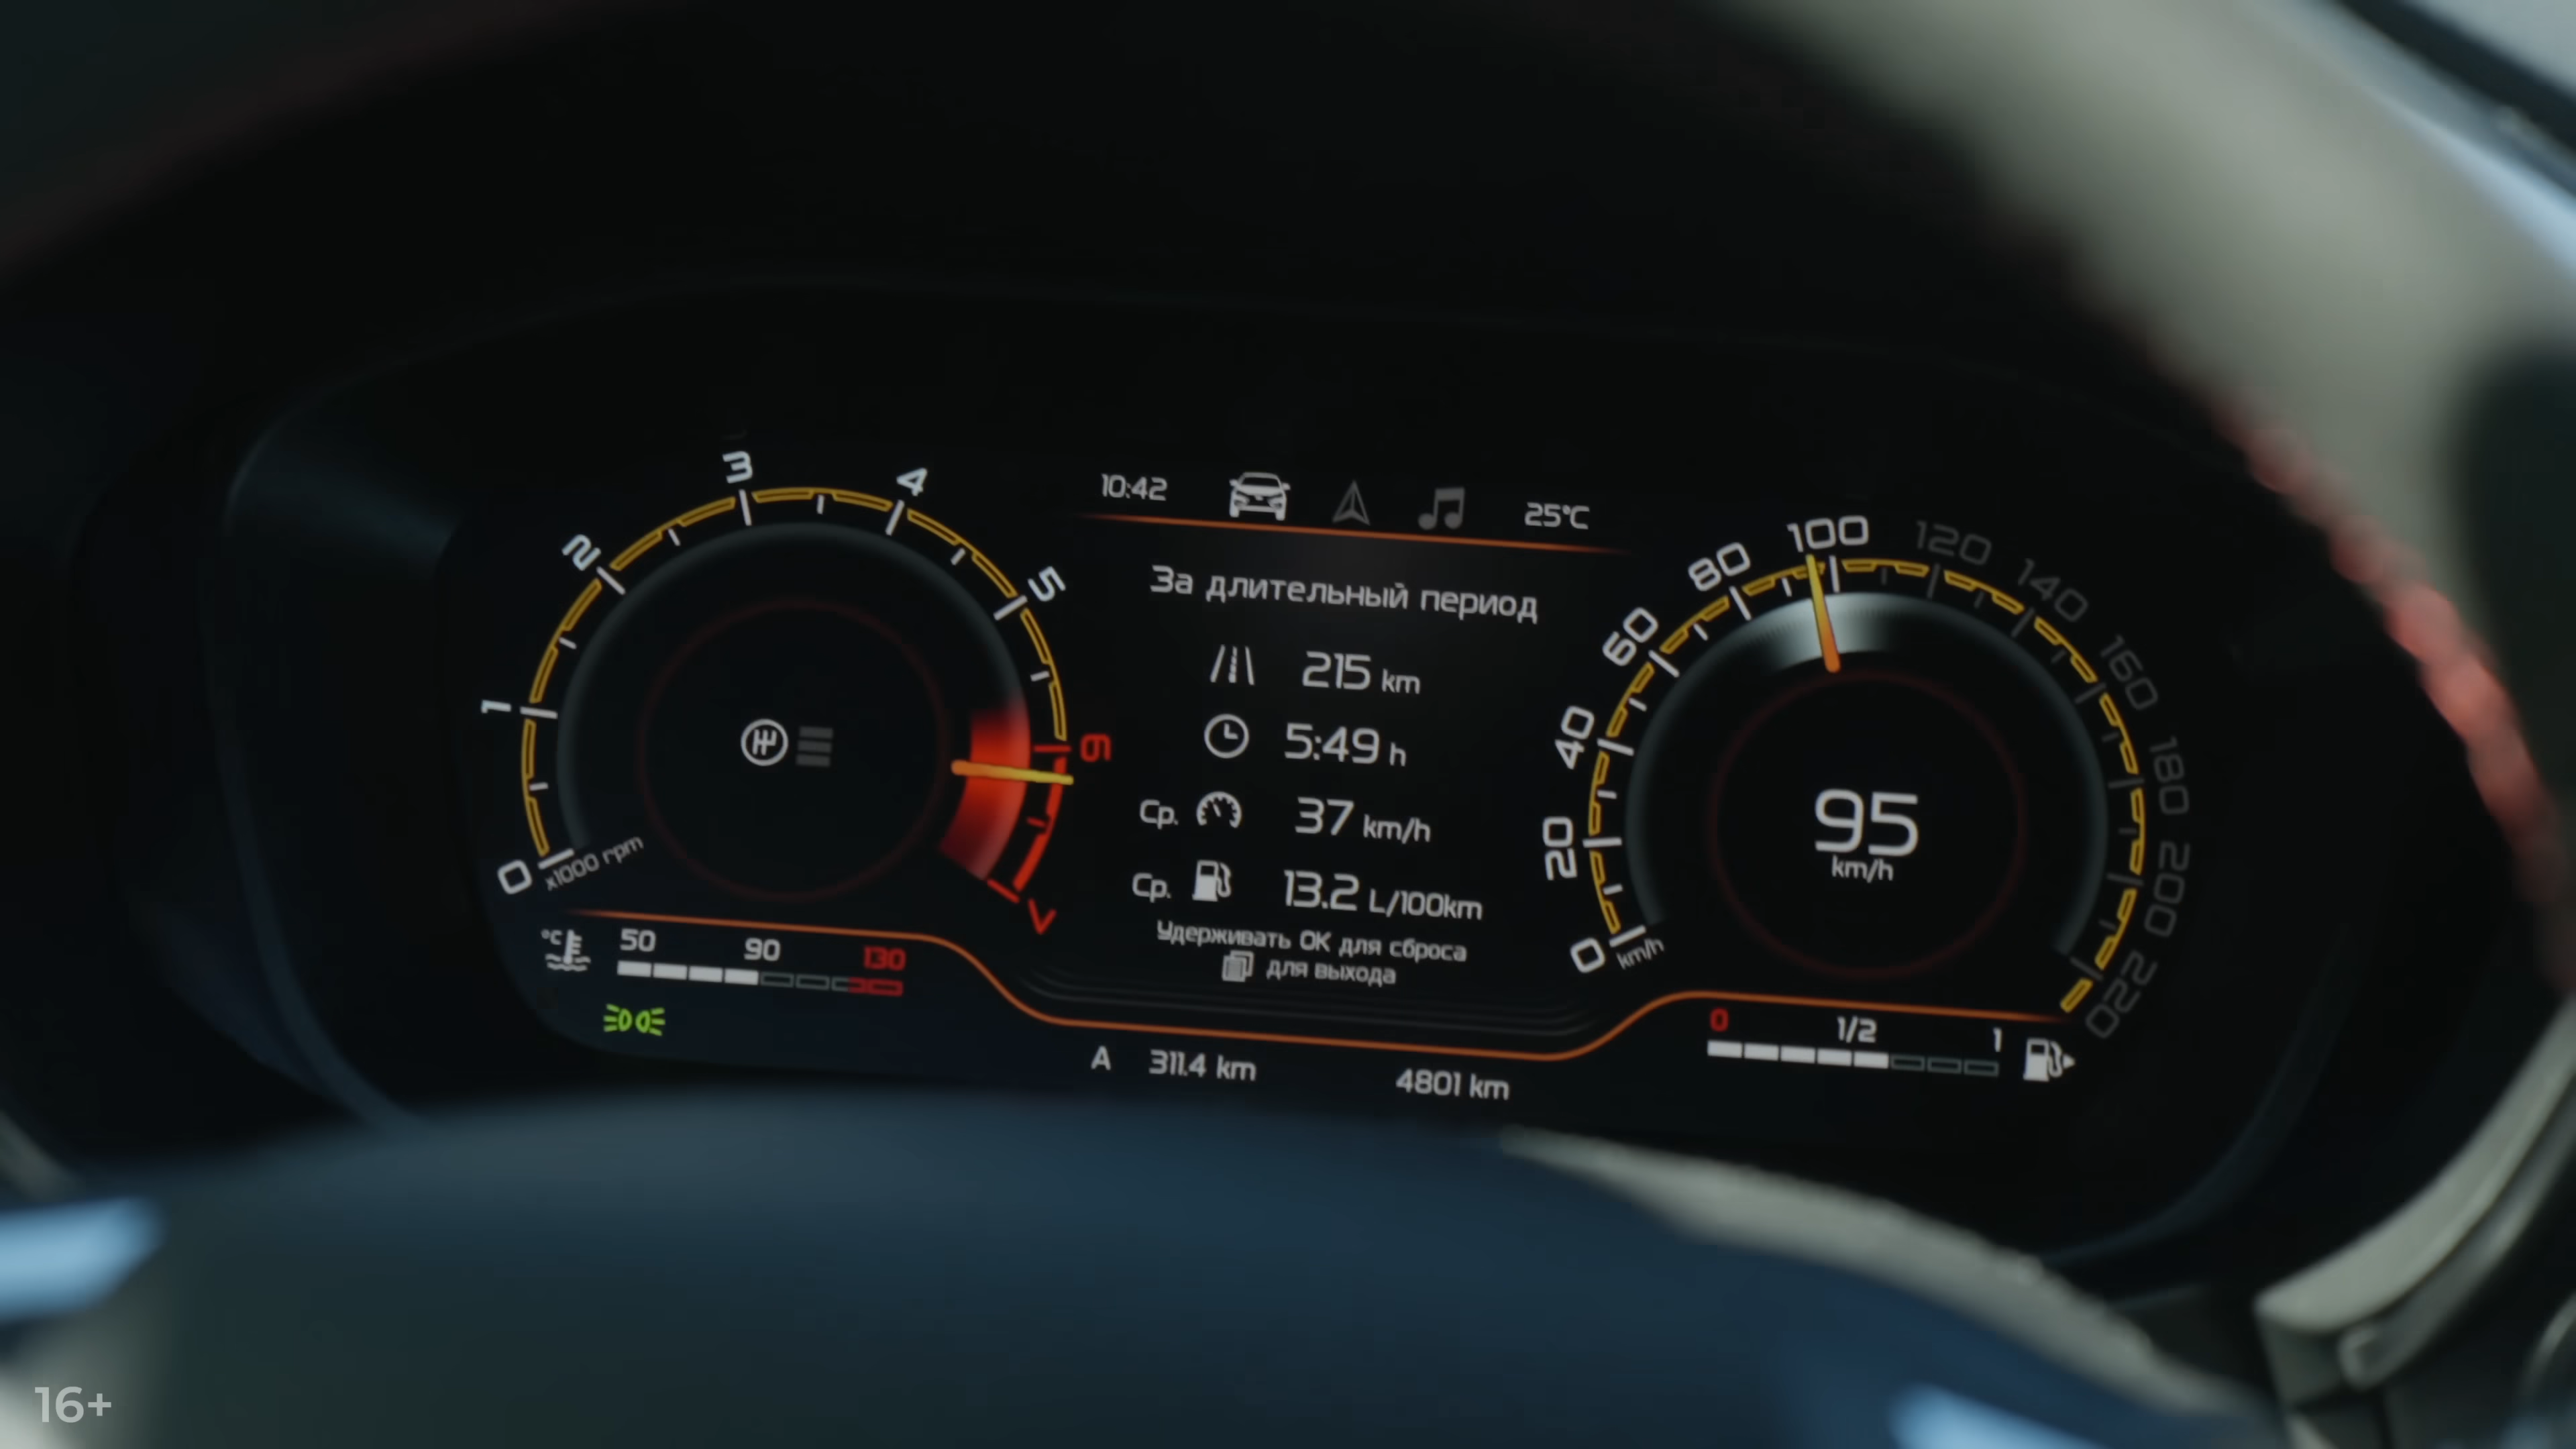 10:42
25°C
0
1
2
3
4
5
6
7
x1000 rpm
За длительный период
215 km
5:49 h
Ср. 37 km/h
Ср. 13.2 L/100km
Удерживать ОК для сброса
для выхода
0
20
40
60
80
100
120
140
160
180
200
220
km/h
95
km/h
°C 50 90 130
0 1/2 1
A 311.4 km 4801 km
16+